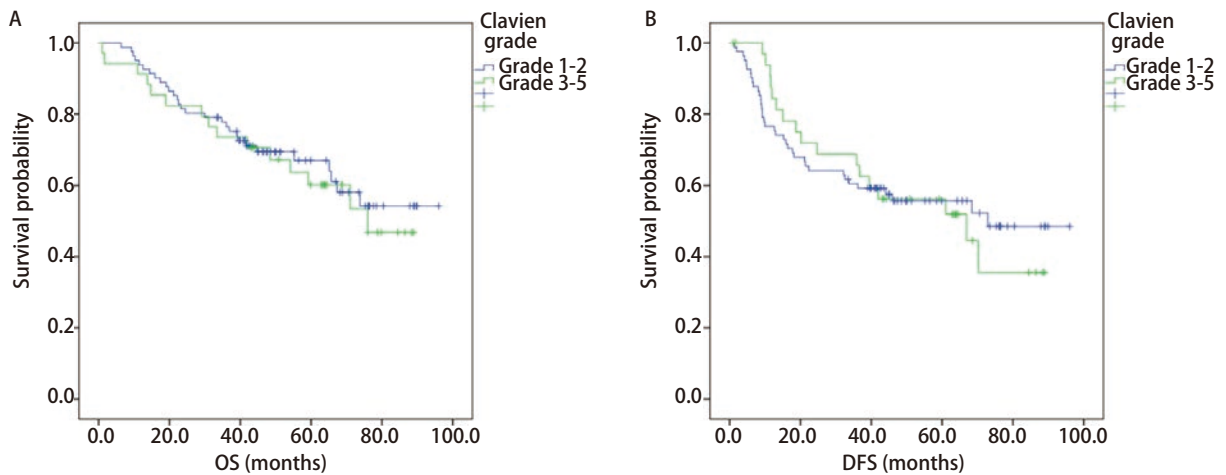 A
Clavien
grade
Grade 1-2
Grade 3-5
Survival probability
1.0
0.8
0.6
0.4
0.2
0.0
0.0 20.0 40.0 60.0 80.0 100.0
OS (months)
B
Clavien
grade
Grade 1-2
Grade 3-5
Survival probability
1.0
0.8
0.6
0.4
0.2
0.0
0.0 20.0 40.0 60.0 80.0 100.0
DFS (months)